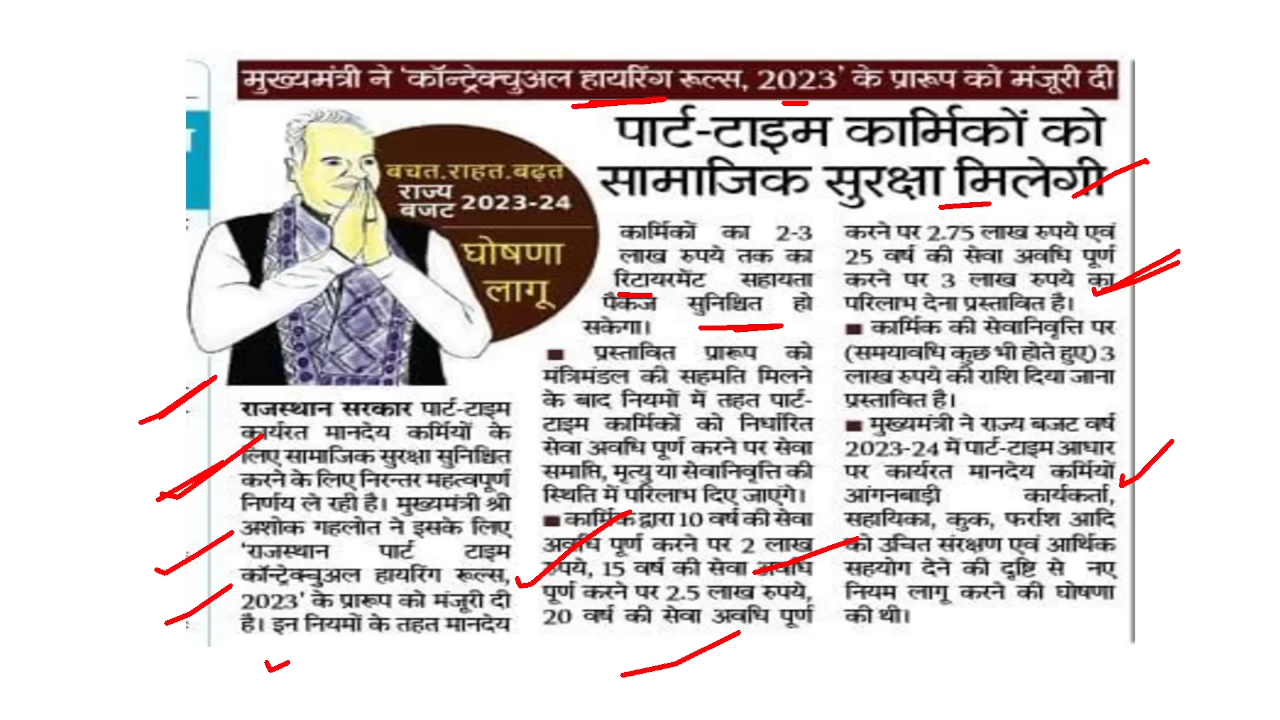 मुख्यमंत्री ने 'कॉन्ट्रेक्चुअल हायरिंग रूल्स, 2023' के प्रारूप को मंजूरी दी
पार्ट-टाइम कार्मिकों को
सामाजिक सुरक्षा मिलेगी
बचत.राहत.बढ़त
राज्य
बजट 2023-24
घोषणा
लागू
राजस्थान सरकार पार्ट-टाइम
कार्यरत मानदेय कर्मियों के
लिए सामाजिक सुरक्षा सुनिश्चित
करने के लिए निरन्तर महत्वपूर्ण
निर्णय ले रही है। मुख्यमंत्री श्री
अशोक गहलोत ने इसके लिए
'राजस्थान पार्ट टाइम
कॉन्ट्रेक्चुअल हायरिंग रूल्स,
2023' के प्रारूप को मंजूरी दी
है। इन नियमों के तहत मानदेय
कार्मिकों का 2-3
लाख रुपये तक का
रिटायरमेंट सहायता
पैकेज सुनिश्चित हो
सकेगा।
■ प्रस्तावित प्रारूप को
मंत्रिमंडल की सहमति मिलने
के बाद नियमों में तहत पार्ट-
टाइम कार्मिकों को निर्धारित
सेवा अवधि पूर्ण करने पर सेवा
समाप्ति, मृत्यु या सेवानिवृत्ति की
स्थिति में परिलाभ दिए जाएंगे।
■ कार्मिक द्वारा 10 वर्ष की सेवा
अवधि पूर्ण करने पर 2 लाख
रुपये, 15 वर्ष की सेवा अवधि
पूर्ण करने पर 2.5 लाख रुपये,
20 वर्ष की सेवा अवधि पूर्ण
करने पर 2.75 लाख रुपये एवं
25 वर्ष की सेवा अवधि पूर्ण
करने पर 3 लाख रुपये का
परिलाभ देना प्रस्तावित है।
■ कार्मिक की सेवानिवृत्ति पर
(समयावधि कुछ भी होते हुए) 3
लाख रुपये की राशि दिया जाना
प्रस्तावित है।
■ मुख्यमंत्री ने राज्य बजट वर्ष
2023-24 में पार्ट-टाइम आधार
पर कार्यरत मानदेय कर्मियों
आंगनबाड़ी कार्यकर्ता,
सहायिका, कुक, फर्राश आदि
को उचित संरक्षण एवं आर्थिक
सहयोग देने की दृष्टि से नए
नियम लागू करने की घोषणा
की थी।